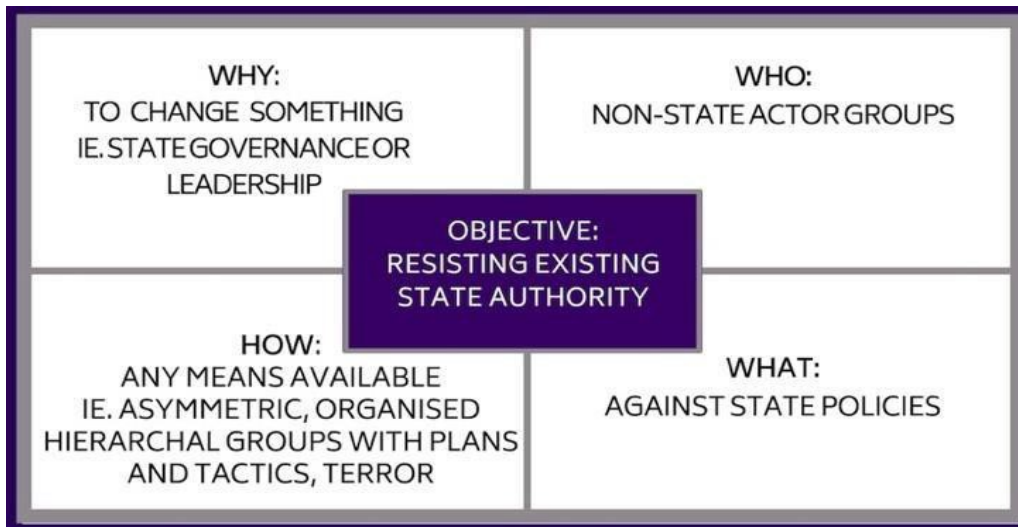 WHY:
TO CHANGE SOMETHING
IE. STATE GOVERNANCE OR
LEADERSHIP
WHO:
NON-STATE ACTOR GROUPS
OBJECTIVE:
RESISTING EXISTING
STATE AUTHORITY
HOW:
ANY MEANS AVAILABLE
IE. ASYMMETRIC, ORGANISED
HIERARCHAL GROUPS WITH PLANS
AND TACTICS, TERROR
WHAT:
AGAINST STATE POLICIES